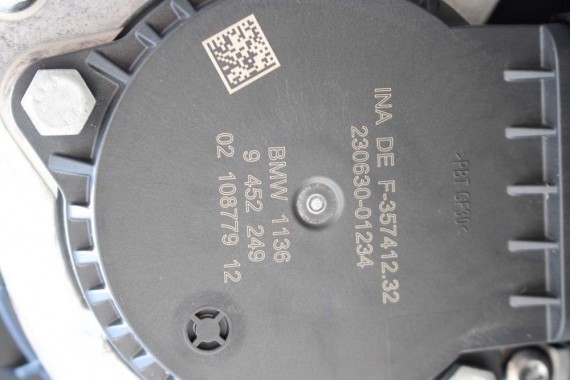 INA DE F-357412.32
230630-01234
BMW 1136
9 452 249
02 108779 12
>PBT GF30<